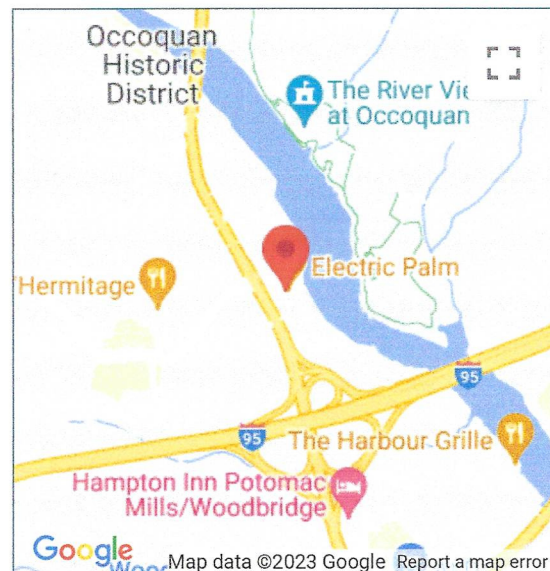 Occoquan
Historic
District
The River Vie
at Occoquan
Electric Palm
Hermitage
95
95
The Harbour Grille
Hampton Inn Potomac
Mills/Woodbridge
Google
Map data ©2023 Google Report a map error